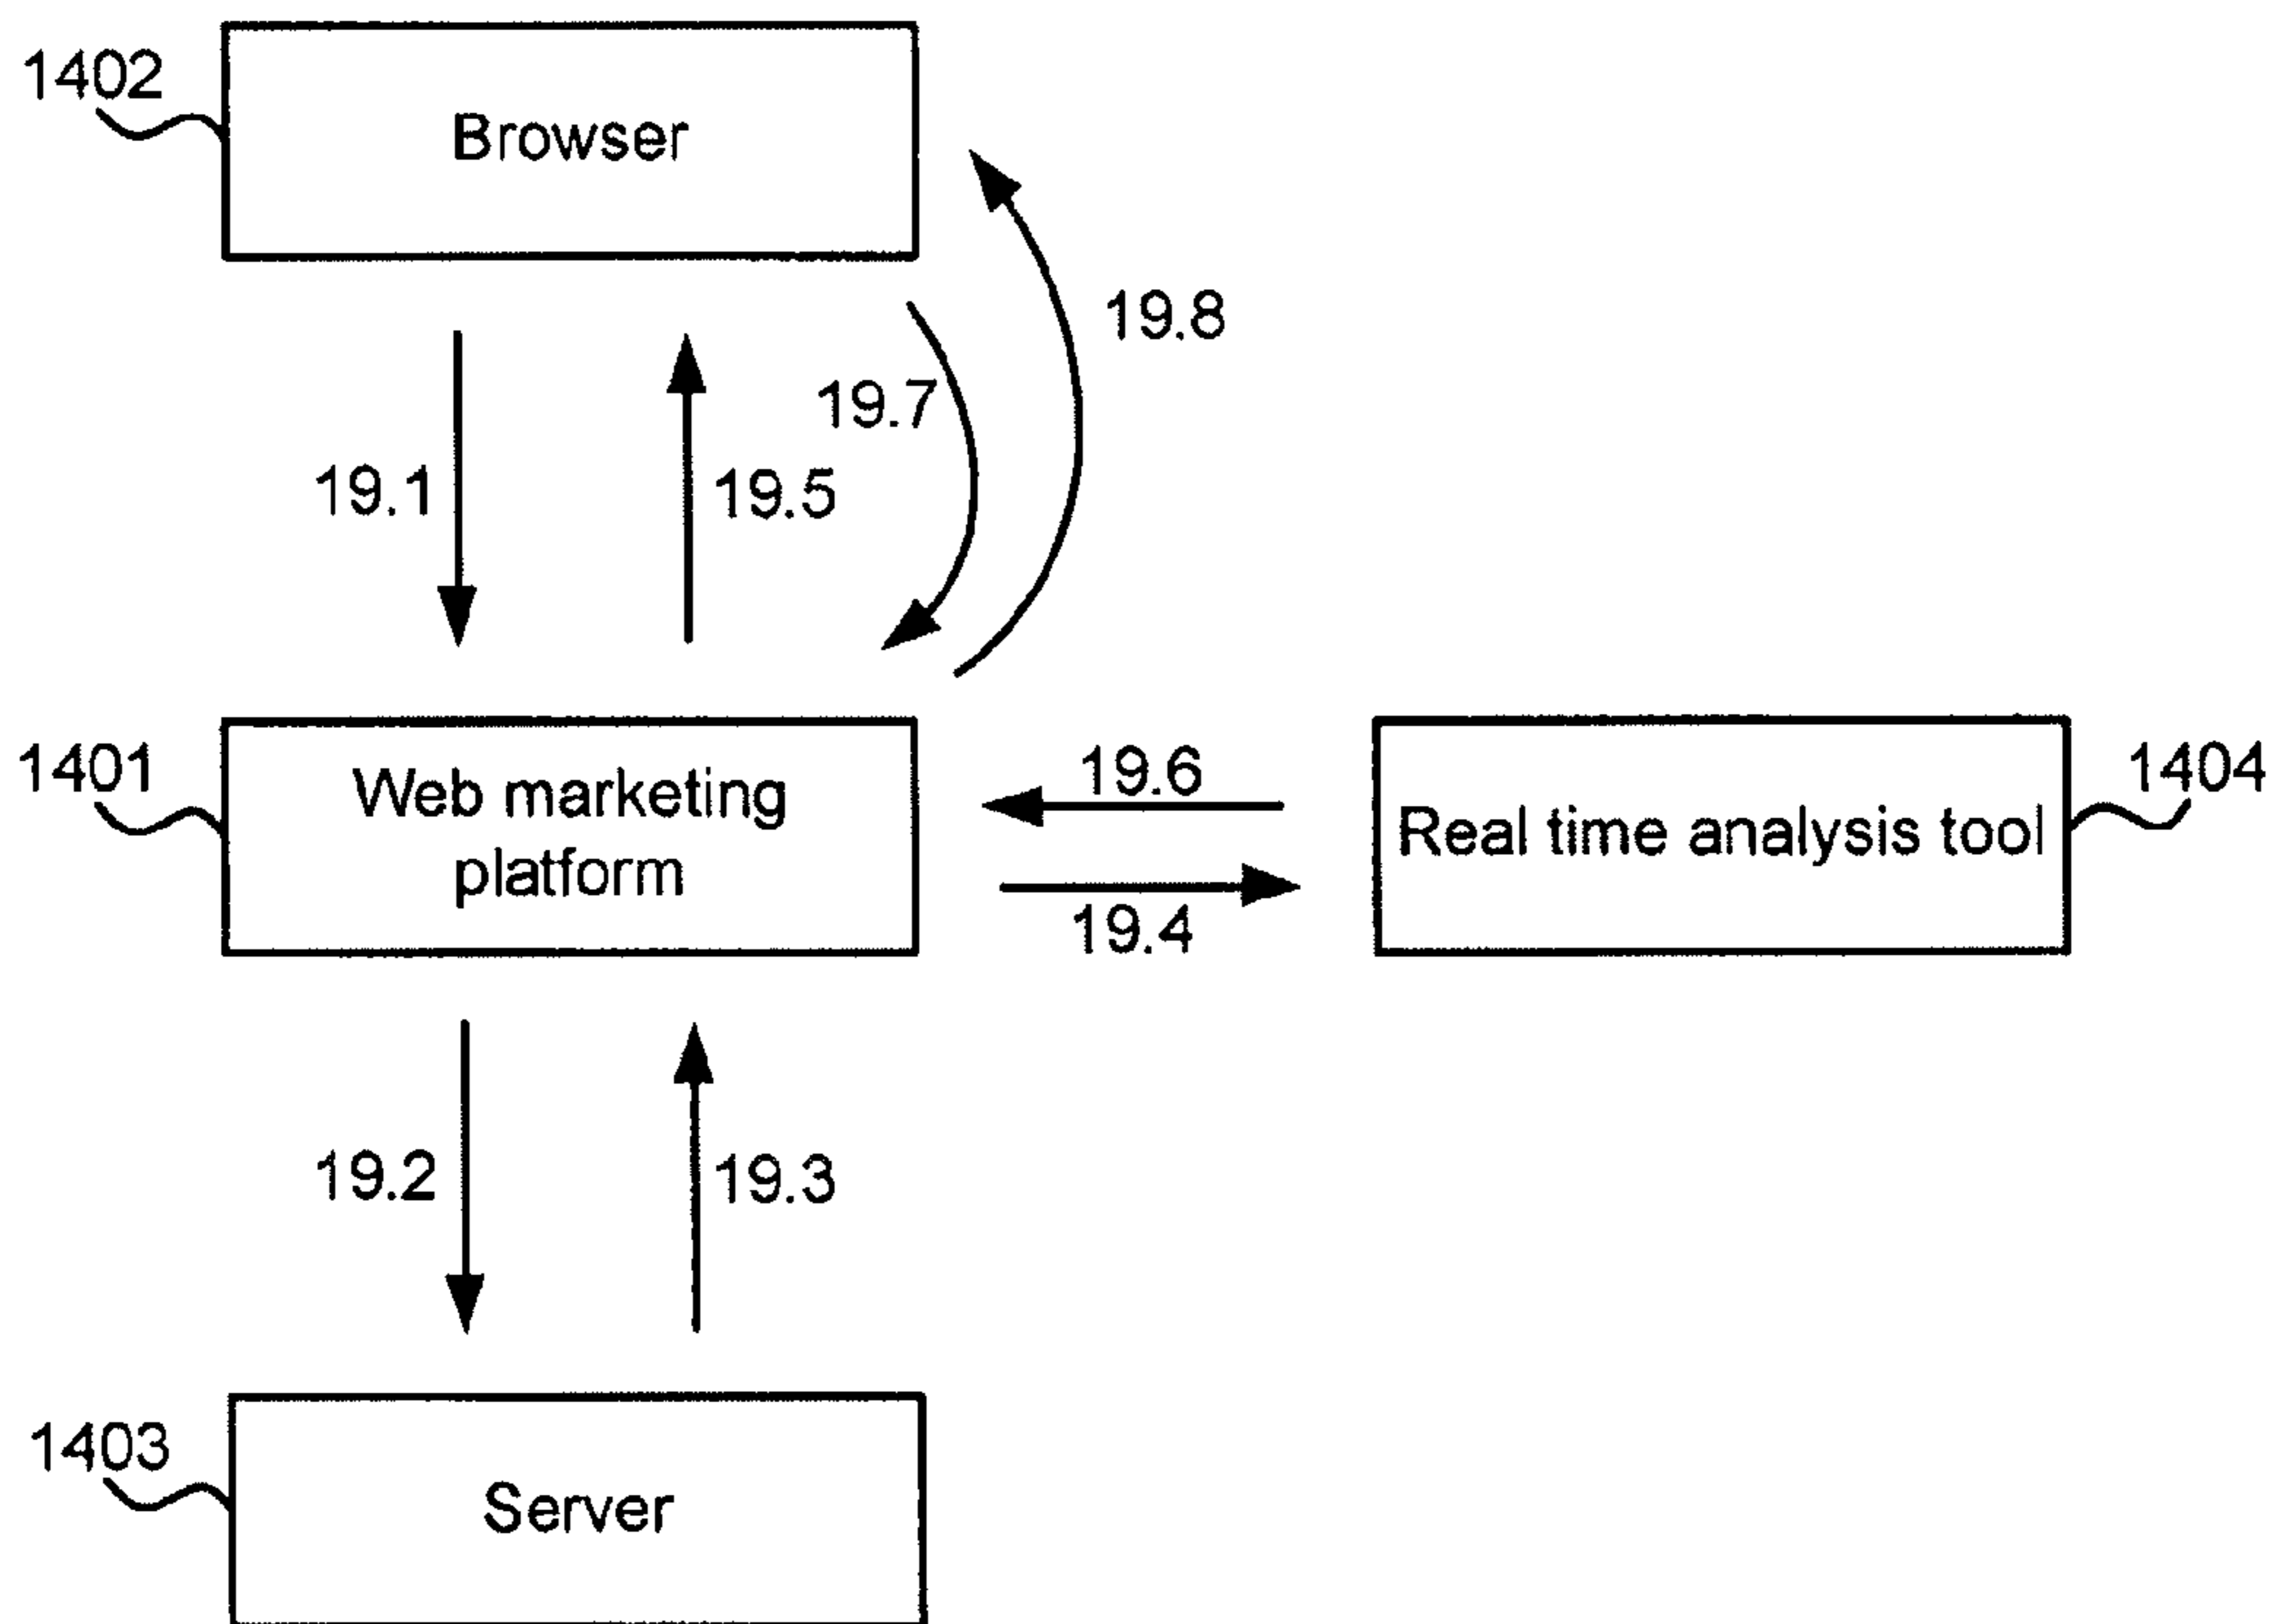 1402
Browser
19.8
19.7
19.1
19.5
1401
Web marketing
platform
19.6
19.4
Real time analysis tool
1404
19.2
19.3
1403
Server